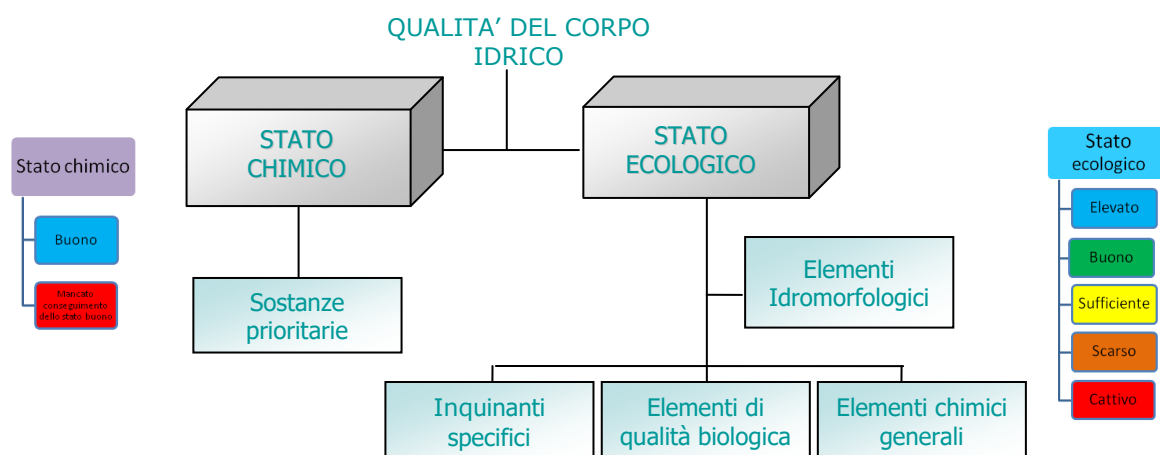 QUALITA’ DEL CORPO
IDRICO
STATO
CHIMICO
STATO
ECOLOGICO
Stato chimico
Buono
Mancato
conseguimento
dello stato buono
Sostanze
prioritarie
Elementi
Idromorfologici
Inquinanti
specifici
Elementi di
qualità biologica
Elementi chimici
generali
Stato
ecologico
Elevato
Buono
Sufficiente
Scarso
Cattivo